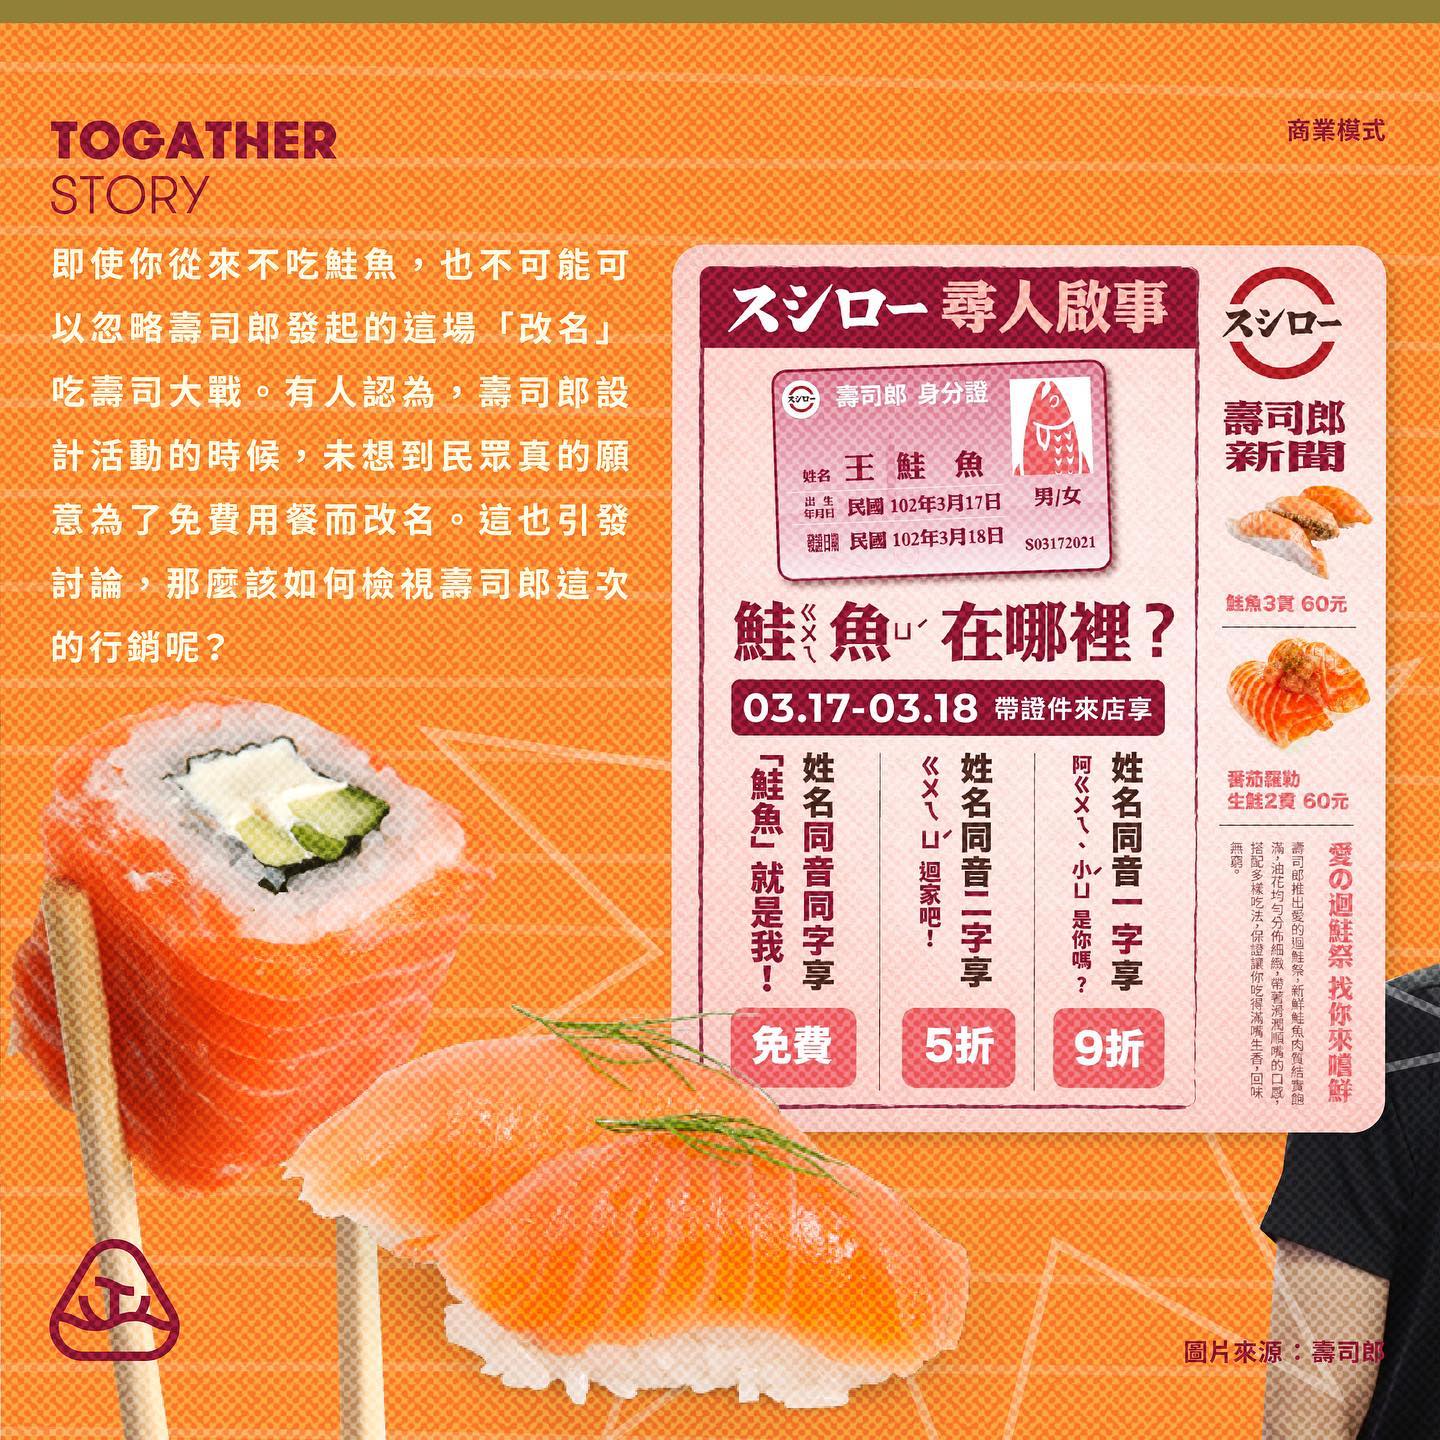 TOGATHER
STORY
商業模式
即使你從來不吃鮭魚，也不可能可
以忽略壽司郎發起的這場「改名」
吃壽司大戰。有人認為，壽司郎設
計活動的時候，未想到民眾真的願
意為了免費用餐而改名。這也引發
討論，那麼該如何檢視壽司郎這次
的行銷呢？
スシロー 尋人啟事
スシロー
壽司郎 身分證
姓名 王 鮭 魚
出生年月日 民國 102年3月17日
男/女
發證日期 民國 102年3月18日
S03172021
鮭ㄍㄨㄟ 魚ㄩˊ 在哪裡？
03.17-03.18 帶證件來店享
姓名同音一字享
阿ㄍㄨㄟ、小ㄩˊ是你嗎？
9折
姓名同音二字享
ㄍㄨㄟ ㄩˊ 迴家吧！
5折
姓名同音同字享
「鮭魚」就是我！
免費
スシロー
壽司郎
新聞
鮭魚3貫 60元
番茄羅勒
生鮭2貫 60元
愛の迴鮭祭 找你來嚐鮮
壽司郎推出愛的迴鮭祭，新鮮鮭魚肉質結實飽
滿，油花均勻分佈細緻，帶著滑潤順嘴的口感，
搭配多樣吃法，保證讓你吃得滿嘴生香，回味
無窮。
圖片來源：壽司郎